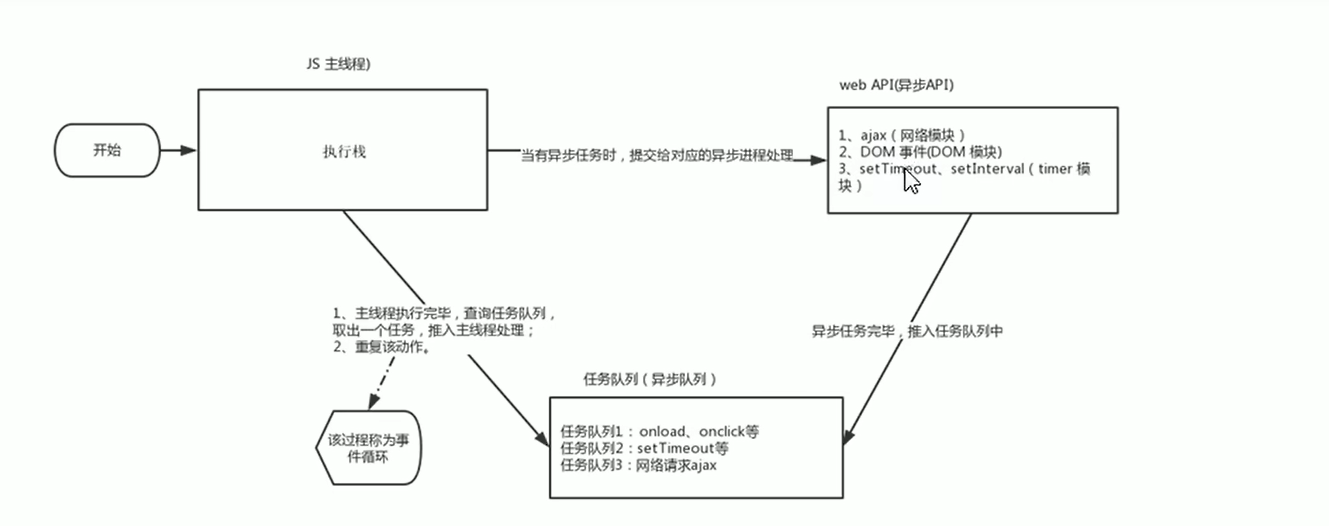 JS 主线程)
web API(异步API)
开始
执行栈
当有异步任务时，提交给对应的异步进程处理
1、ajax（网络模块）
2、DOM 事件(DOM 模块)
3、setTimeout、setInterval（timer 模
块）
1、主线程执行完毕，查询任务队列，
取出一个任务，推入主线程处理；
2、重复该动作。
异步任务完毕，推入任务队列中
任务队列（异步队列）
该过程称为事
件循环
任务队列1：onload、onclick等
任务队列2：setTimeout等
任务队列3：网络请求ajax